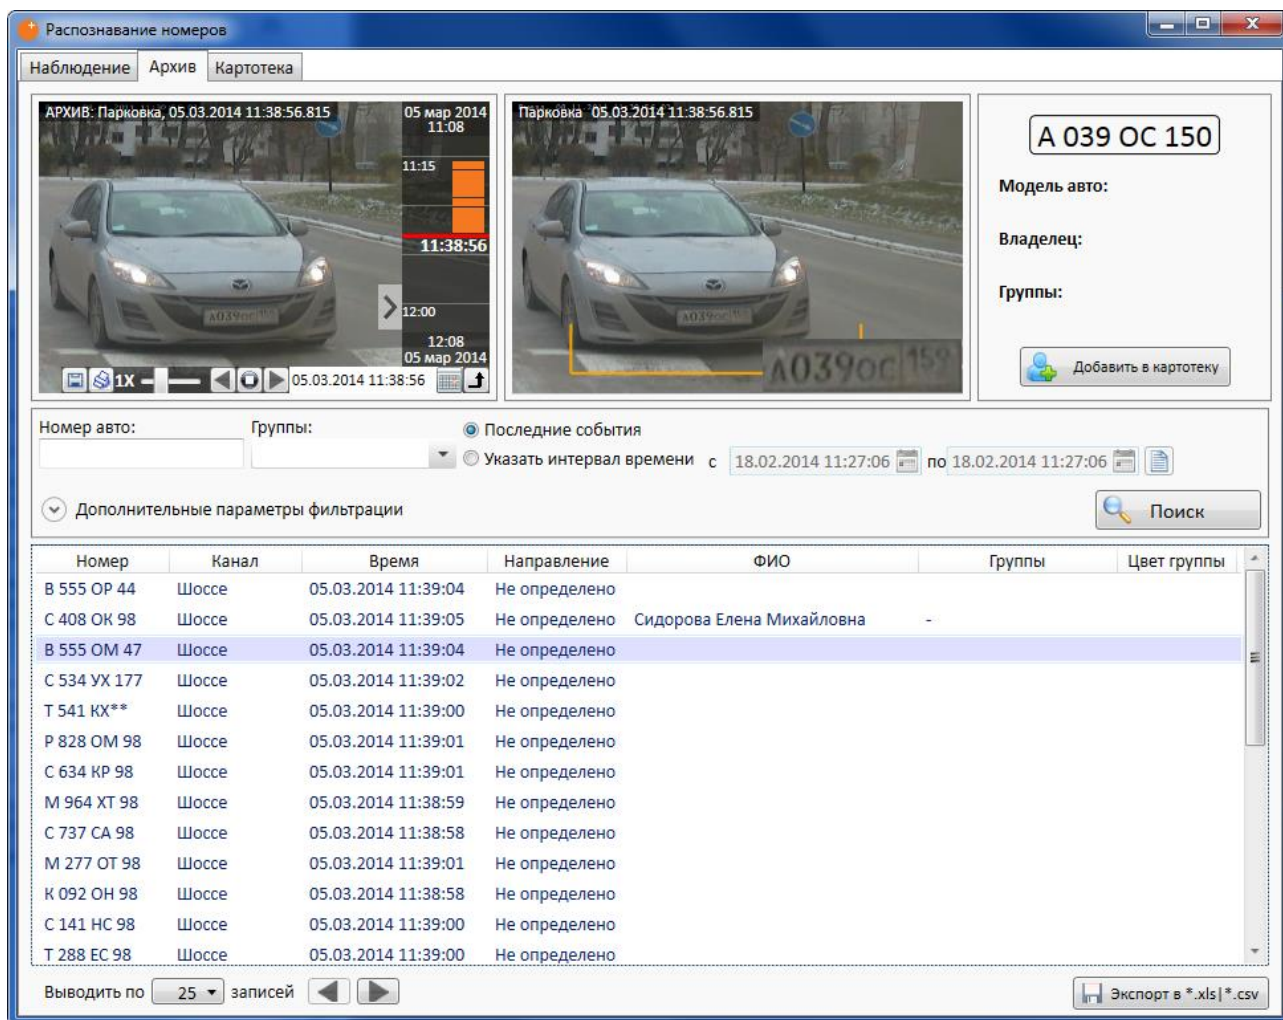 Распознавание номеров
Наблюдение Архив Картотека
АРХИВ: Парковка, 05.03.2014 11:38:56.815
05 мар 2014
11:08
11:15
11:38:56
12:00
12:08
05 мар 2014
А039ос
1X
05.03.2014 11:38:56
Парковка 05.03.2014 11:38:56.815
А039ос
А039ос 159
А 039 ОС 150
Модель авто:
Владелец:
Группы:
Добавить в картотеку
Номер авто: Группы:
Последние события
Указать интервал времени с 18.02.2014 11:27:06 по 18.02.2014 11:27:06
Дополнительные параметры фильтрации
Поиск
Номер Канал Время Направление ФИО Группы Цвет группы
В 555 ОР 44 Шоссе 05.03.2014 11:39:04 Не определено
С 408 ОК 98 Шоссе 05.03.2014 11:39:05 Не определено Сидорова Елена Михайловна -
В 555 ОМ 47 Шоссе 05.03.2014 11:39:04 Не определено
С 534 УХ 177 Шоссе 05.03.2014 11:39:02 Не определено
Т 541 КХ** Шоссе 05.03.2014 11:39:00 Не определено
Р 828 ОМ 98 Шоссе 05.03.2014 11:39:01 Не определено
С 634 КР 98 Шоссе 05.03.2014 11:39:01 Не определено
М 964 ХТ 98 Шоссе 05.03.2014 11:38:59 Не определено
С 737 СА 98 Шоссе 05.03.2014 11:38:58 Не определено
М 277 ОТ 98 Шоссе 05.03.2014 11:39:01 Не определено
К 092 ОН 98 Шоссе 05.03.2014 11:38:58 Не определено
С 141 НС 98 Шоссе 05.03.2014 11:39:00 Не определено
Т 288 ЕС 98 Шоссе 05.03.2014 11:39:00 Не определено
Выводить по 25 записей
Экспорт в *.xls|*.csv